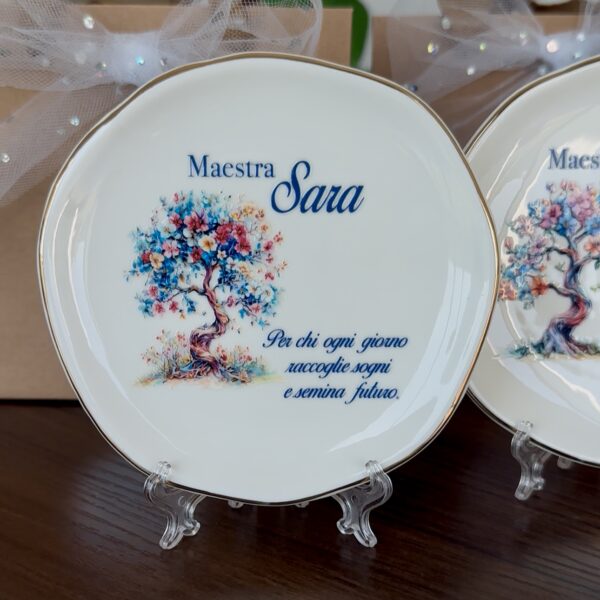 Maestra
Sara
Per chi ogni giorno
raccoglie sogni
e semina futuro.